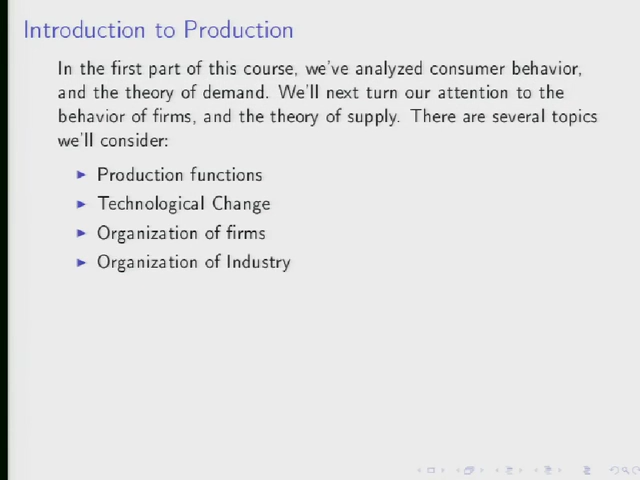 Introduction to Production
In the first part of this course, we've analyzed consumer behavior,
and the theory of demand. We'll next turn our attention to the
behavior of firms, and the theory of supply. There are several topics
we'll consider:
Production functions
Technological Change
Organization of firms
Organization of Industry